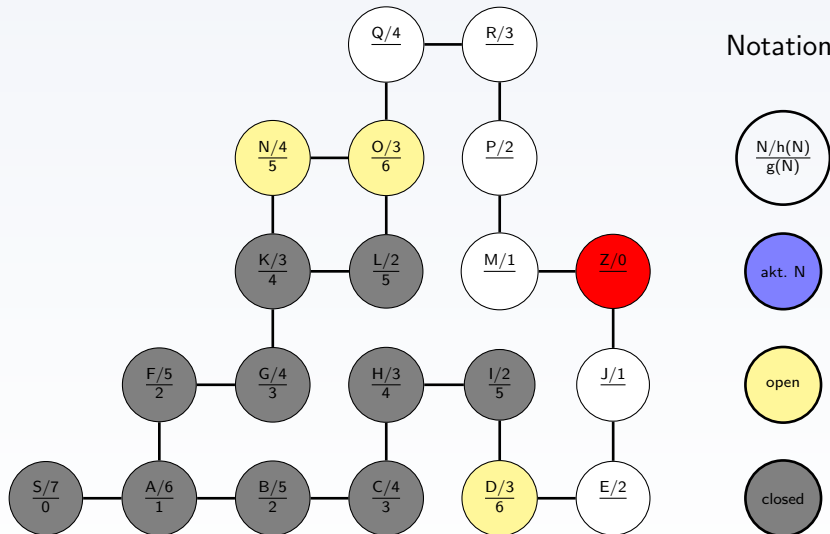 Q/4
R/3
Notation
N/4
5
O/3
6
P/2
N/h(N)
g(N)
K/3
4
L/2
5
M/1
Z/0
akt. N
F/5
2
G/4
3
H/3
4
I/2
5
J/1
open
S/7
0
A/6
1
B/5
2
C/4
3
D/3
6
E/2
closed